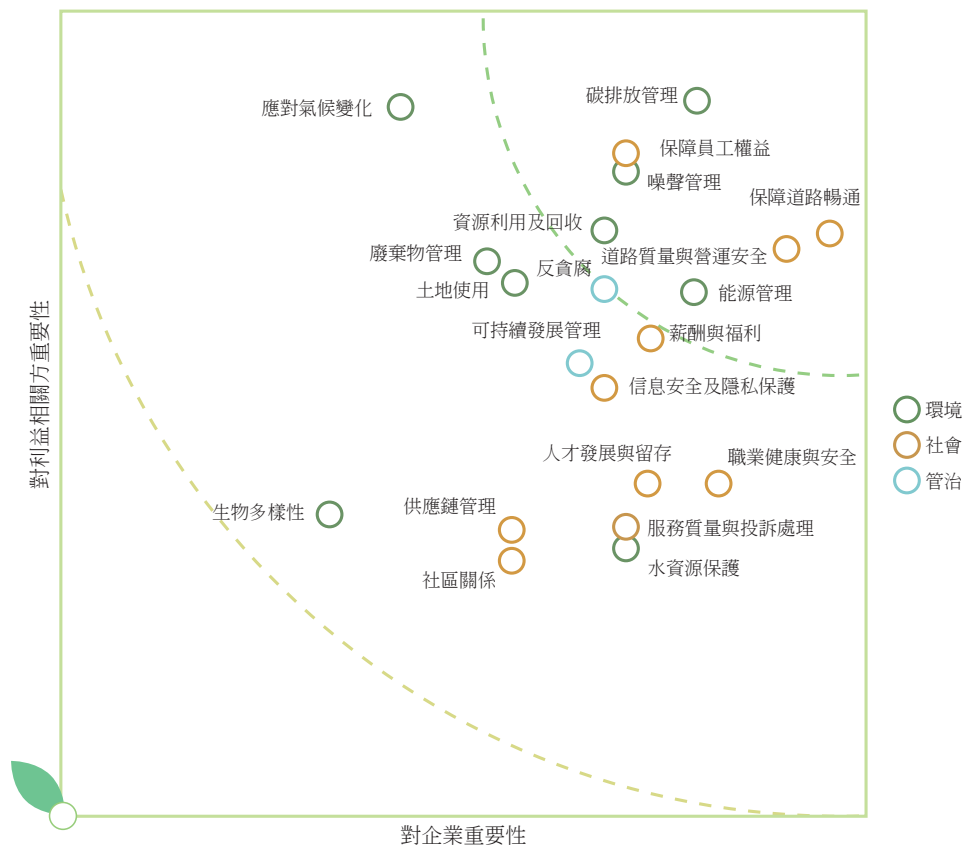 碳排放管理
應對氣候變化
保障員工權益
噪聲管理
保障道路暢通
資源利用及回收
廢棄物管理
道路質量與營運安全
反貪腐
土地使用
能源管理
可持續發展管理
薪酬與福利
信息安全及隱私保護
對利益相關方重要性
環境
社會
管治
人才發展與留存
職業健康與安全
供應鏈管理
生物多樣性
服務質量與投訴處理
水資源保護
社區關係
對企業重要性